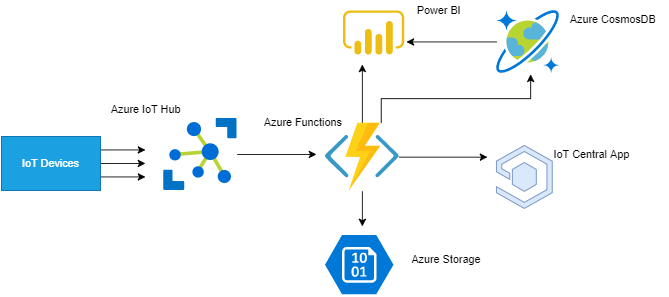 Power BI
Azure CosmosDB
Azure IoT Hub
Azure Functions
IoT Devices
IoT Central App
Azure Storage
10
01